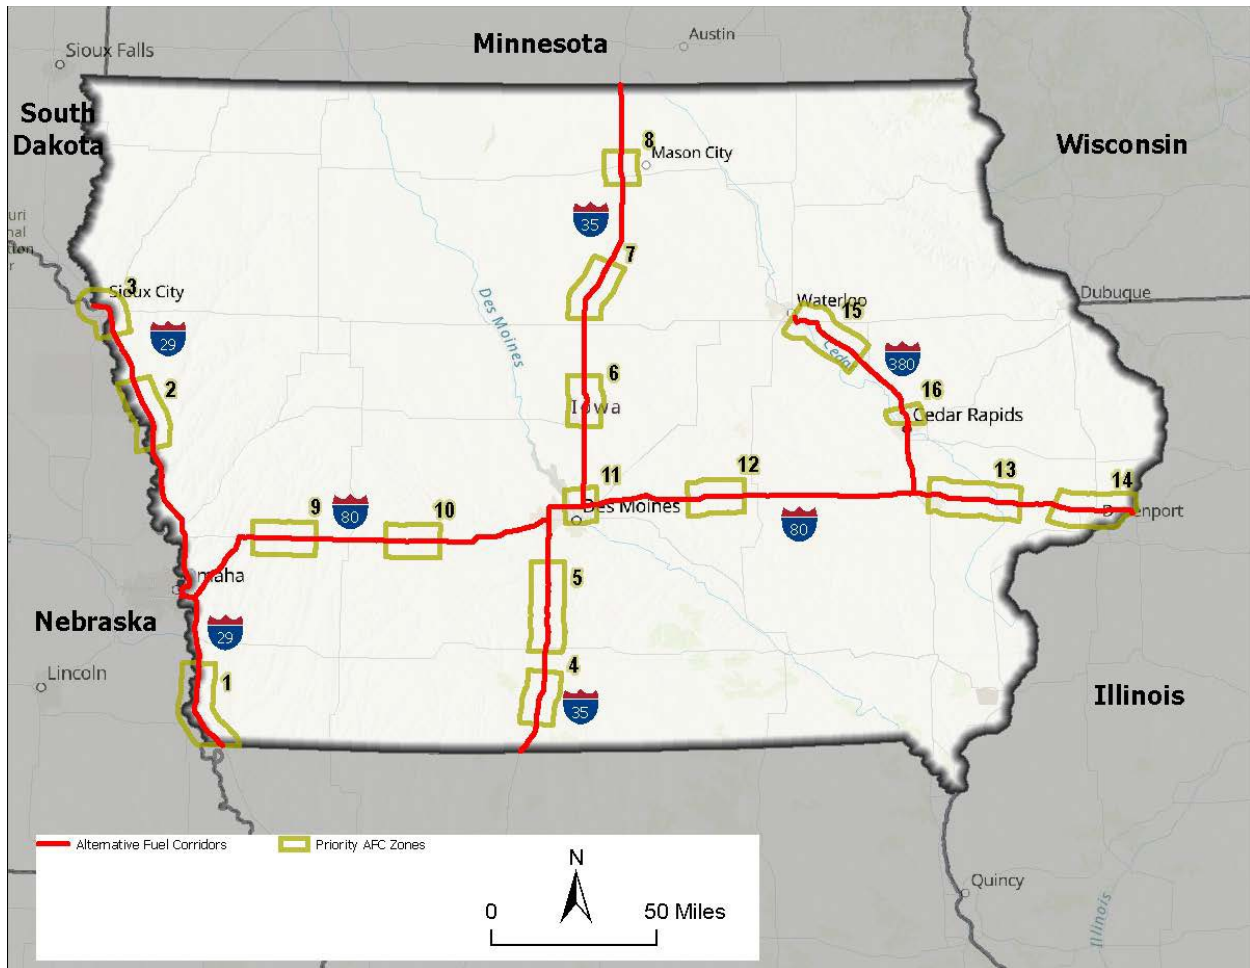 Minnesota
Austin
Sioux Falls
South
Dakota
Wisconsin
8
Mason City
35
7
3
Sioux City
Des Moines
Waterloo
15
Dubuque
29
380
2
6
Iowa
16
Cedar Rapids
Cedar
11
12
13
14
Des Moines
Davenport
9
80
10
80
5
Omaha
Nebraska
29
Lincoln
1
4
35
Illinois
Alternative Fuel Corridors
Priority AFC Zones
N
0
50 Miles
Quincy
Illinois